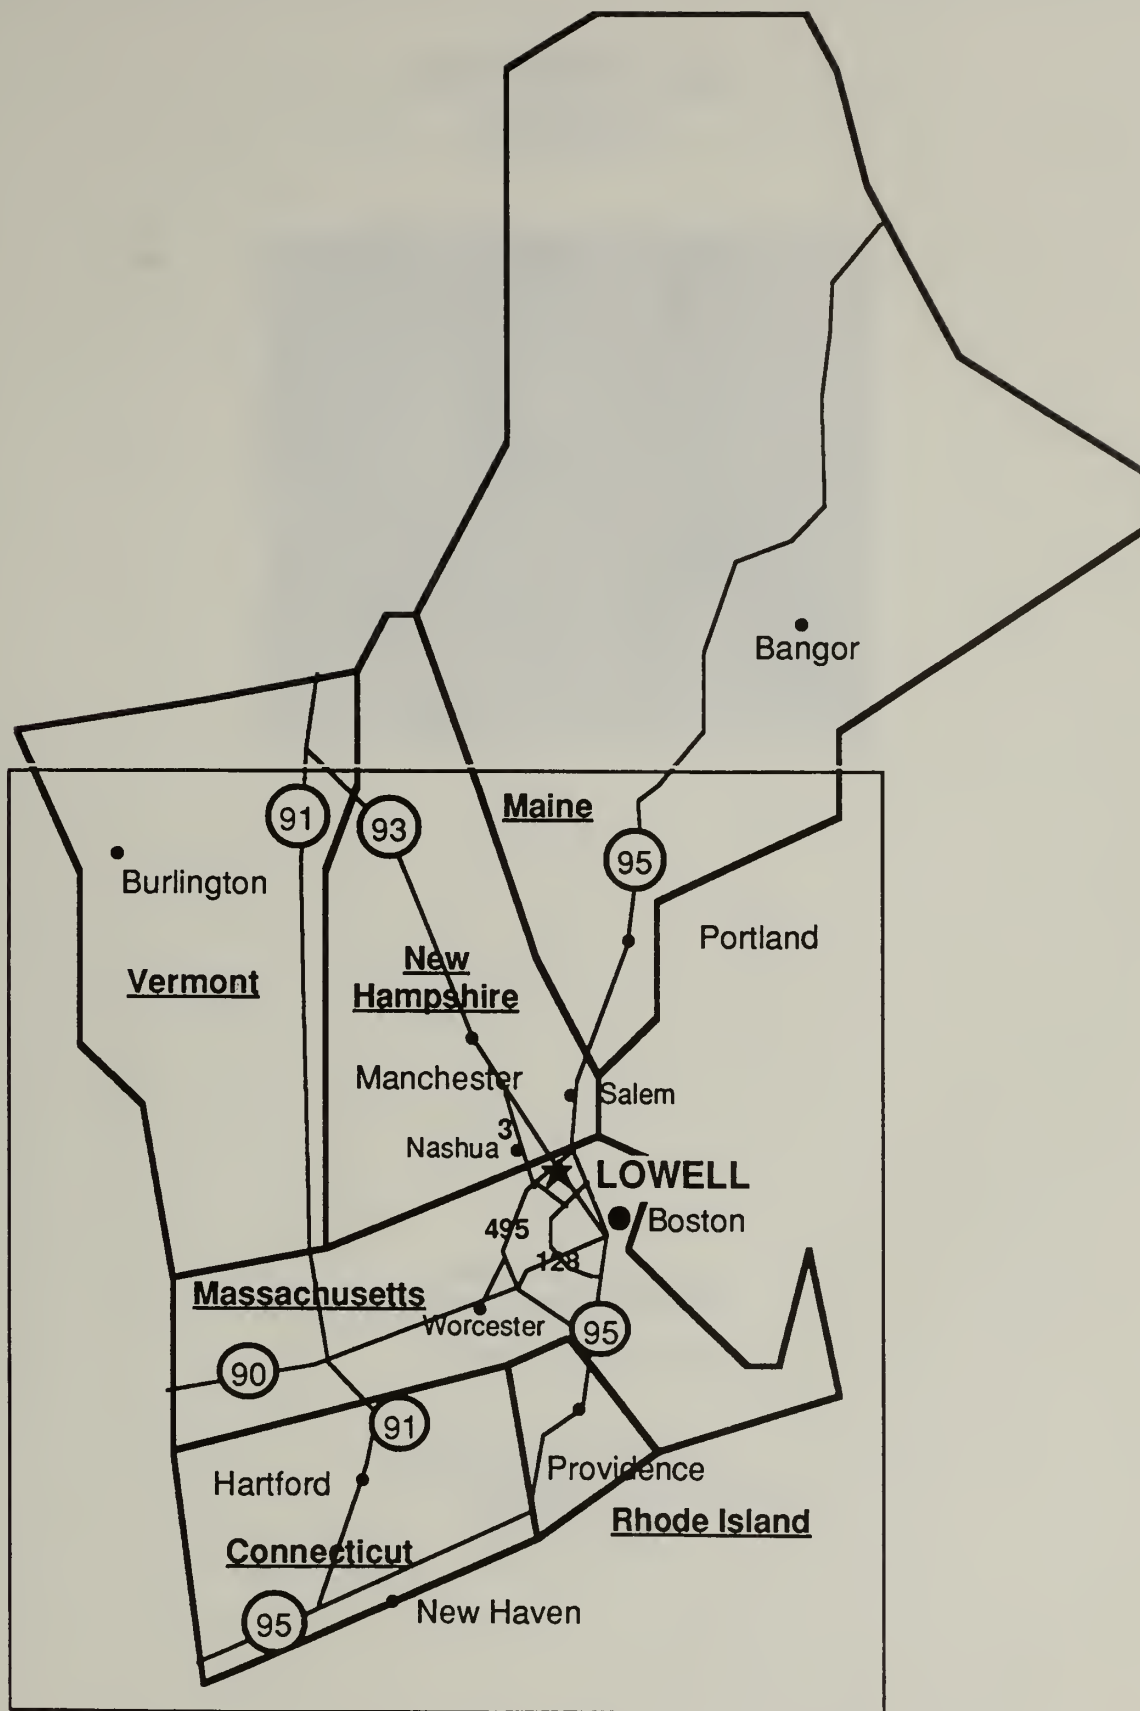 Bangor
91
93
Maine
95
Burlington
Portland
New
Hampshire
Vermont
Manchester
Salem
3
Nashua
LOWELL
495
Boston
128
Massachusetts
Worcester
95
90
91
Hartford
Providence
Rhode Island
Connecticut
95
New Haven